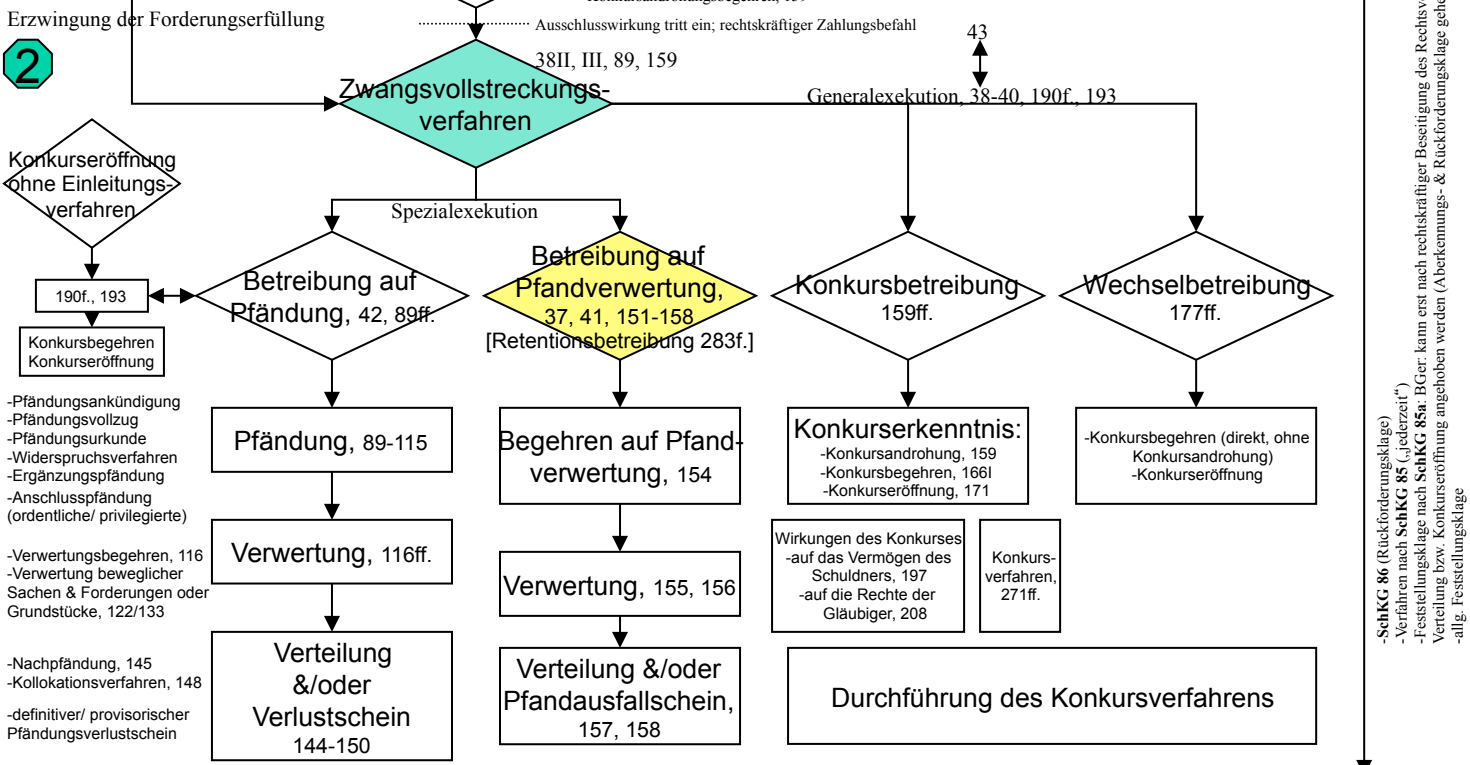 Konkursandrohungsbegehren, 159
Erzwingung der Forderungserfüllung
Ausschlusswirkung tritt ein; rechtskräftiger Zahlungsbefahl
2
38II, III, 89, 159
43
Zwangsvollstreckungs-
verfahren
Generalexekution, 38-40, 190f., 193
Konkurseröffnung
ohne Einleitungs-
verfahren
Spezialexekution
190f., 193
Konkursbegehren
Konkurseröffnung
Betreibung auf
Pfändung, 42, 89ff.
Betreibung auf
Pfandverwertung,
37, 41, 151-158
[Retentionsbetreibung 283f.]
Konkursbetreibung
159ff.
Wechselbetreibung
177ff.
-Pfändungsankündigung
-Pfändungsvollzug
-Pfändungsurkunde
-Widerspruchsverfahren
-Ergänzungspfändung
-Anschlusspfändung
(ordentliche/ privilegierte)
Pfändung, 89-115
Begehren auf Pfand-
verwertung, 154
Konkurserkenntnis:
-Konkursandrohung, 159
-Konkursbegehren, 166I
-Konkurseröffnung, 171
-Konkursbegehren (direkt, ohne
Konkursandrohung)
-Konkurseröffnung
-Verwertungsbegehren, 116
-Verwertung beweglicher
Sachen & Forderungen oder
Grundstücke, 122/133
Verwertung, 116ff.
Verwertung, 155, 156
Wirkungen des Konkurses
-auf das Vermögen des
Schuldners, 197
-auf die Rechte der
Gläubiger, 208
Konkurs-
verfahren,
271ff.
-Nachpfändung, 145
-Kollokationsverfahren, 148
-definitiver/ provisorischer
Pfändungsverlustschein
Verteilung
&/oder
Verlustschein
144-150
Verteilung &/oder
Pfandausfallschein,
157, 158
Durchführung des Konkursverfahrens
-SchKG 86 (Rückforderungsklage)
-Verfahren nach SchKG 85 („jederzeit“)
-Feststellungsklage nach SchKG 85a: BGer: kann erst nach rechtskräftiger Beseitigung des Rechtsv
Verteilung bzw. Konkurseröffnung angehoben werden (Aberkennungs- & Rückforderungsklage gehe
-allg. Feststellungsklage